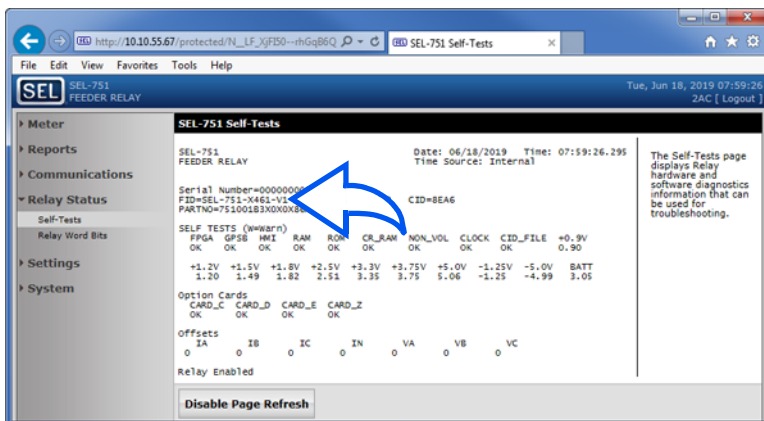 http://10.10.55.67/protected/N__LF_XjFI50--rhGqB6Q
SEL-751 Self-Tests
File Edit View Favorites Tools Help
SEL
SEL-751
FEEDER RELAY
Tue, Jun 18, 2019 07:59:26
2AC [ Logout ]
Meter
Reports
Communications
Relay Status
Self-Tests
Relay Word Bits
Settings
System
SEL-751 Self-Tests
SEL-751 Date: 06/18/2019 Time: 07:59:26.295
FEEDER RELAY Time Source: Internal
Serial Number=00000000
FID=SEL-751-X461-V1 CID=8EA6
PARTNO=751001B3X0X0X8
SELF TESTS (W=Warn)
FPGA GPSB HMI RAM ROM CR_RAM NON_VOL CLOCK CID_FILE +0.9V
OK OK OK OK OK OK OK OK OK 0.90
+1.2V +1.5V +1.8V +2.5V +3.3V +3.75V +5.0V -1.25V -5.0V BATT
1.20 1.49 1.82 2.51 3.35 3.75 5.06 -1.25 -4.99 3.05
Option Cards
CARD_C CARD_D CARD_E CARD_Z
OK OK OK OK
Offsets
IA IB IC IN VA VB VC
0 0 0 0 0 0 0
Relay Enabled
Disable Page Refresh
The Self-Tests page
displays Relay
hardware and
software diagnostics
information that can
be used for
troubleshooting.